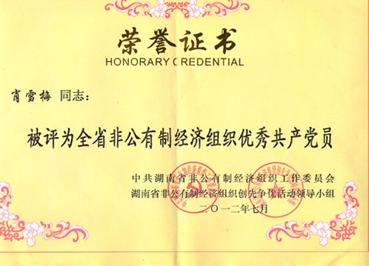 荣誉证书
HONORARY CREDENTIAL
肖雪梅 同志：
被评为全省非公有制经济组织优秀共产党员
中共湖南省非公有制经济组织工作委员会
湖南省非公有制经济组织创先争优活动领导小组
二〇一二年七月